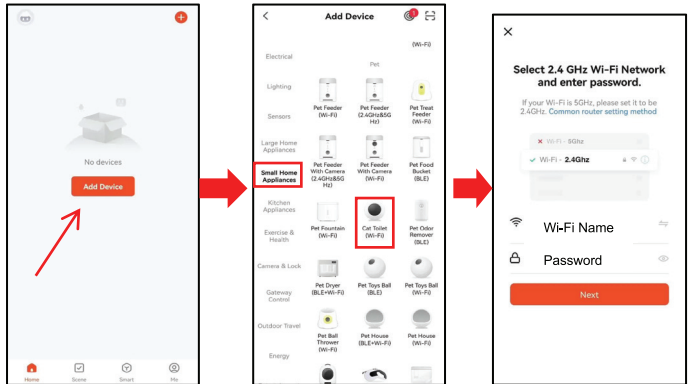 No devices
Add Device
Home
Scene
Smart
Me
Add Device
1
Electrical
Lighting
Sensors
Large Home
Appliances
Small Home
Appliances
Kitchen
Appliances
Exercise &
Health
Camera & Lock
Gateway
Control
Outdoor Travel
Energy
(Wi-Fi)
Pet
Pet Feeder
(Wi-Fi)
Pet Feeder
(2.4GHz&5G
Hz)
Pet Treat
Feeder
(Wi-Fi)
Pet Feeder
With Camera
(2.4GHz&5G
Hz)
Pet Feeder
With Camera
(Wi-Fi)
Pet Food
Bucket
(BLE)
Pet Fountain
(Wi-Fi)
Cat Toilet
(Wi-Fi)
Pet Odor
Remover
(BLE)
Pet Dryer
(BLE+Wi-Fi)
Pet Toys Ball
(BLE)
Pet Toys Ball
(Wi-Fi)
Pet Ball
Thrower
(Wi-Fi)
Pet House
(BLE+Wi-Fi)
Pet House
(Wi-Fi)
Select 2.4 GHz Wi-Fi Network
and enter password.
If your Wi-Fi is 5GHz, please set it to be
2.4GHz. Common router setting method
Wi-Fi - 5Ghz
Wi-Fi - 2.4Ghz
Wi-Fi Name
Password
Next